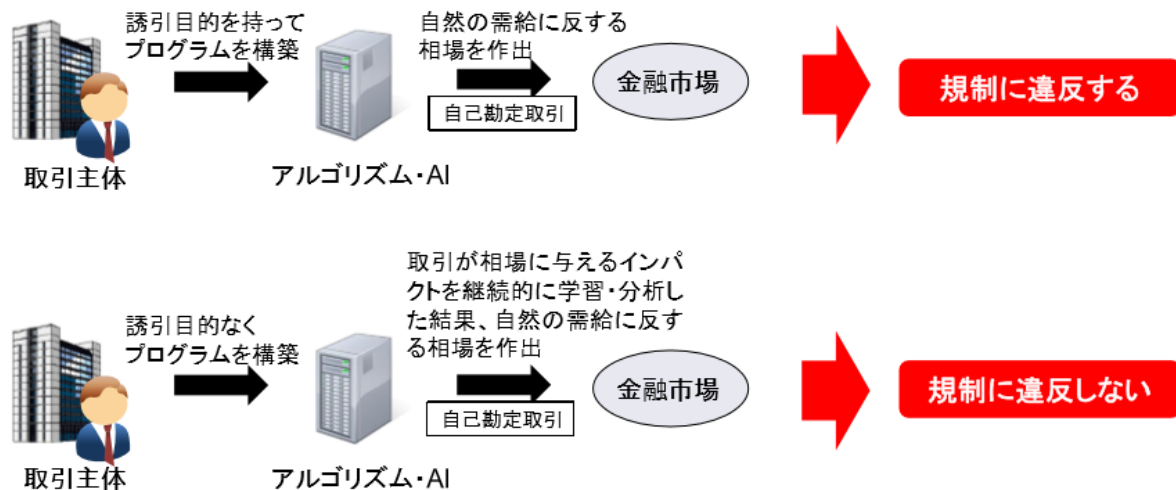 誘引目的を持って
プログラムを構築
自然の需給に反する
相場を作出
自己勘定取引
金融市場
規制に違反する
取引主体
アルゴリズム・AI
誘引目的なく
プログラムを構築
取引が相場に与えるインパ
クトを継続的に学習・分析し
た結果、自然の需給に反す
る相場を作出
自己勘定取引
金融市場
規制に違反しない
取引主体
アルゴリズム・AI